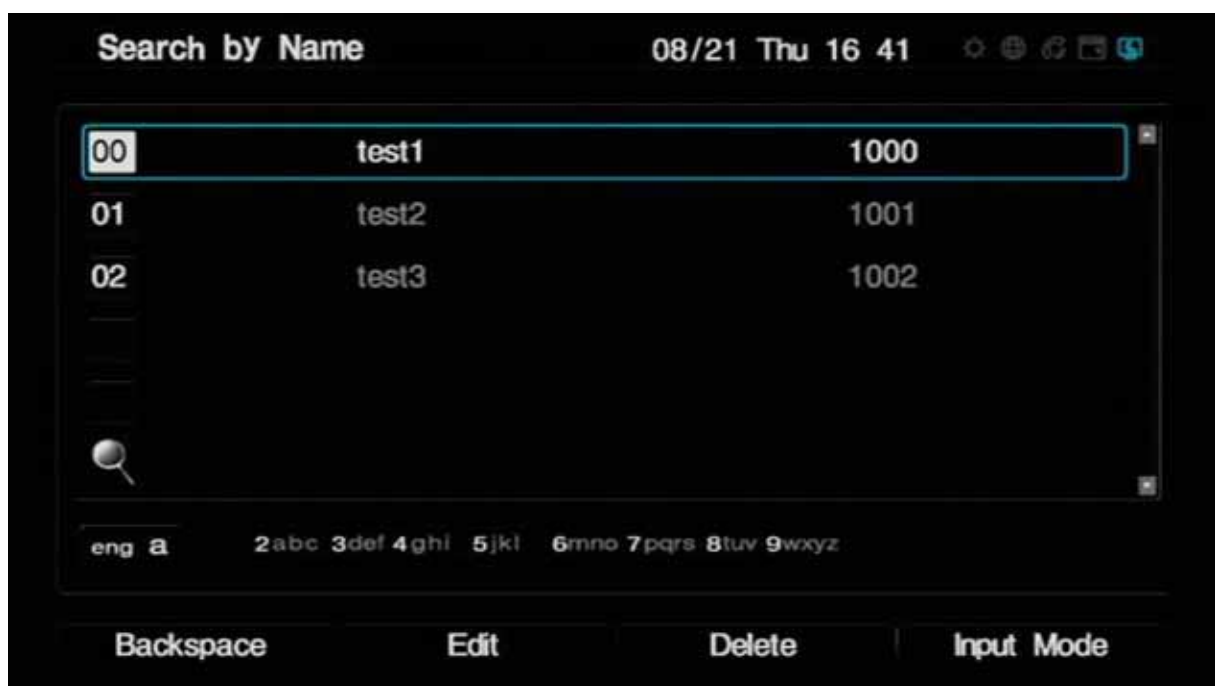 Search by Name 08/21 Thu 16 41
00 test1 1000
01 test2 1001
02 test3 1002
eng a 2abc 3def 4ghi 5jkl 6mno 7pqrs 8tuv 9wxyz
Backspace Edit Delete Input Mode